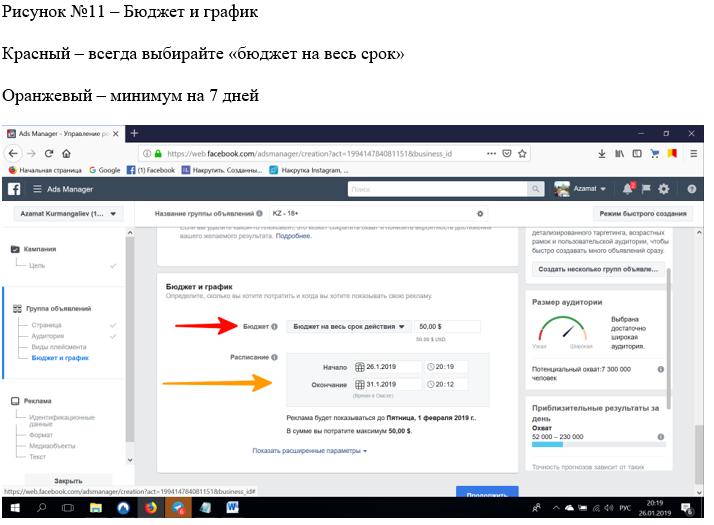 Рисунок №11 – Бюджет и график
Красный – всегда выбирайте «бюджет на весь срок»
Оранжевый – минимум на 7 дней
Ads Manager - Управление ре
https://web.facebook.com/adsmanager/creation?act=199414784081151&business_id
Начальная страница Google (1) Facebook Накрутить. Созданны... Накрутка Instagram, ...
Ads Manager Поиск Azamat 2
Azamat Kurmangaliev (1... Название группы объявлений KZ - 18+ Режим быстрого создания
Кампания
Цель
Группа объявлений
Страница
Аудитория
Виды плейсмента
Бюджет и график
Реклама
Идентификационные
данные
Формат
Медиаобъекты
Текст
Закрыть
вашего желаемого результата. Подробнее.
Бюджет и график
Определите, сколько вы хотите потратить и когда вы хотите показывать свою рекламу.
Бюджет Бюджет на весь срок действия 50,00 $
50.00 $ USD
Расписание
Начало 26.1.2019 20:19
Окончание 31.1.2019 20:12
(Время в Омске)
Реклама будет показываться до Пятница, 1 февраля 2019 г..
В сумме вы потратите максимум 50,00 $.
Показать расширенные параметры
Продолжить
детализированного таргетинга, возрастных
рамок и пользовательской аудитории, чтобы
быстро создавать много объявлений сразу.
Создать несколько групп объявле...
Размер аудитории
Узкая Широкая
Выбрана
достаточно
широкая
аудитория.
Потенциальный охват:7 300 000
человек
Приблизительные результаты за
день
Охват
52 000 – 230 000
Точность прогнозов зависит от таких
https://web.facebook.com/adsmanager/creation?act=199414784081151&business_id#
РУС
20:19
26.01.2019
6